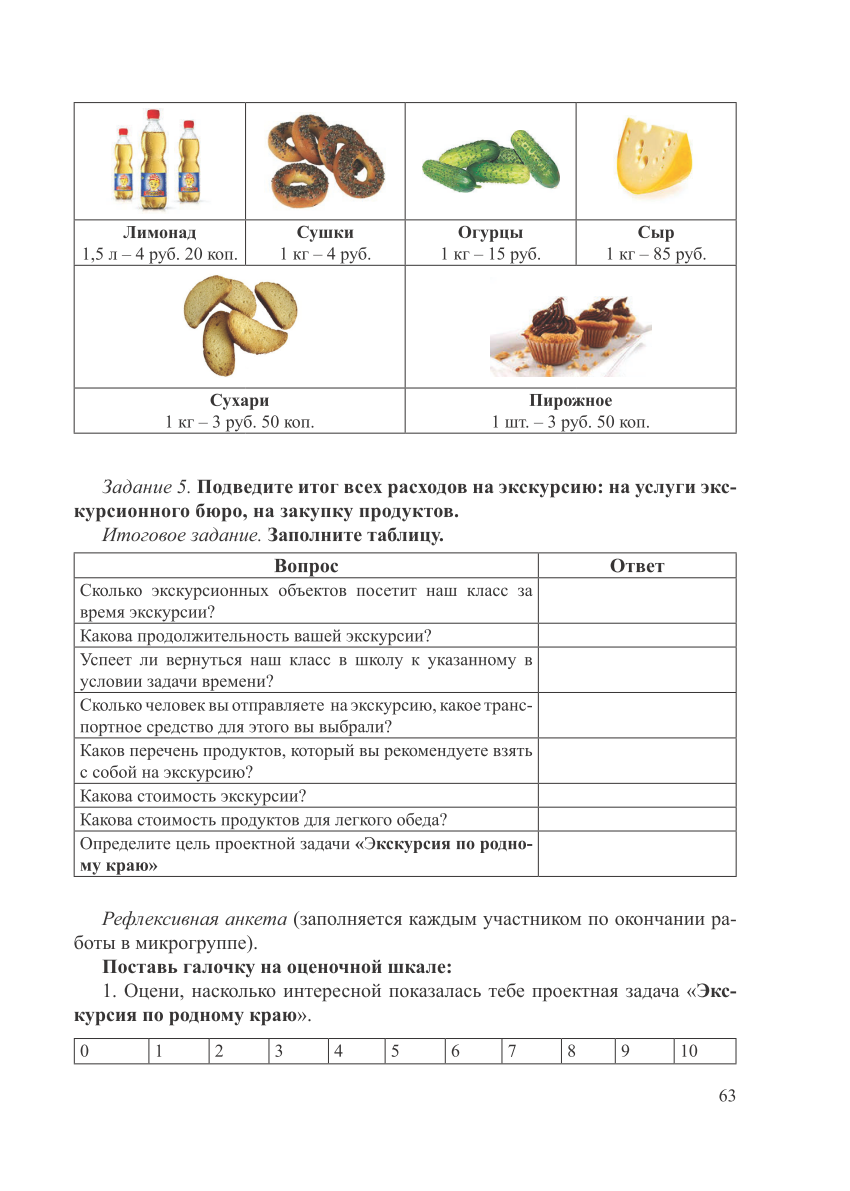 Лимонад
1,5 л – 4 руб. 20 коп.
Сушки
1 кг – 4 руб.
Огурцы
1 кг – 15 руб.
Сыр
1 кг – 85 руб.
Сухари
1 кг – 3 руб. 50 коп.
Пирожное
1 шт. – 3 руб. 50 коп.
Задание 5. Подведите итог всех расходов на экскурсию: на услуги экс-
курсионного бюро, на закупку продуктов.
Итоговое задание. Заполните таблицу.
Вопрос
Ответ
Сколько экскурсионных объектов посетит наш класс за
время экскурсии?
Какова продолжительность вашей экскурсии?
Успеет ли вернуться наш класс в школу к указанному в
условии задачи времени?
Сколько человек вы отправляете на экскурсию, какое транс-
портное средство для этого вы выбрали?
Каков перечень продуктов, который вы рекомендуете взять
с собой на экскурсию?
Какова стоимость экскурсии?
Какова стоимость продуктов для легкого обеда?
Определите цель проектной задачи «Экскурсия по родно-
му краю»
Рефлексивная анкета (заполняется каждым участником по окончании ра-
боты в микрогруппе).
Поставь галочку на оценочной шкале:
1. Оцени, насколько интересной показалась тебе проектная задача «Экс-
курсия по родному краю».
0 1 2 3 4 5 6 7 8 9 10
63